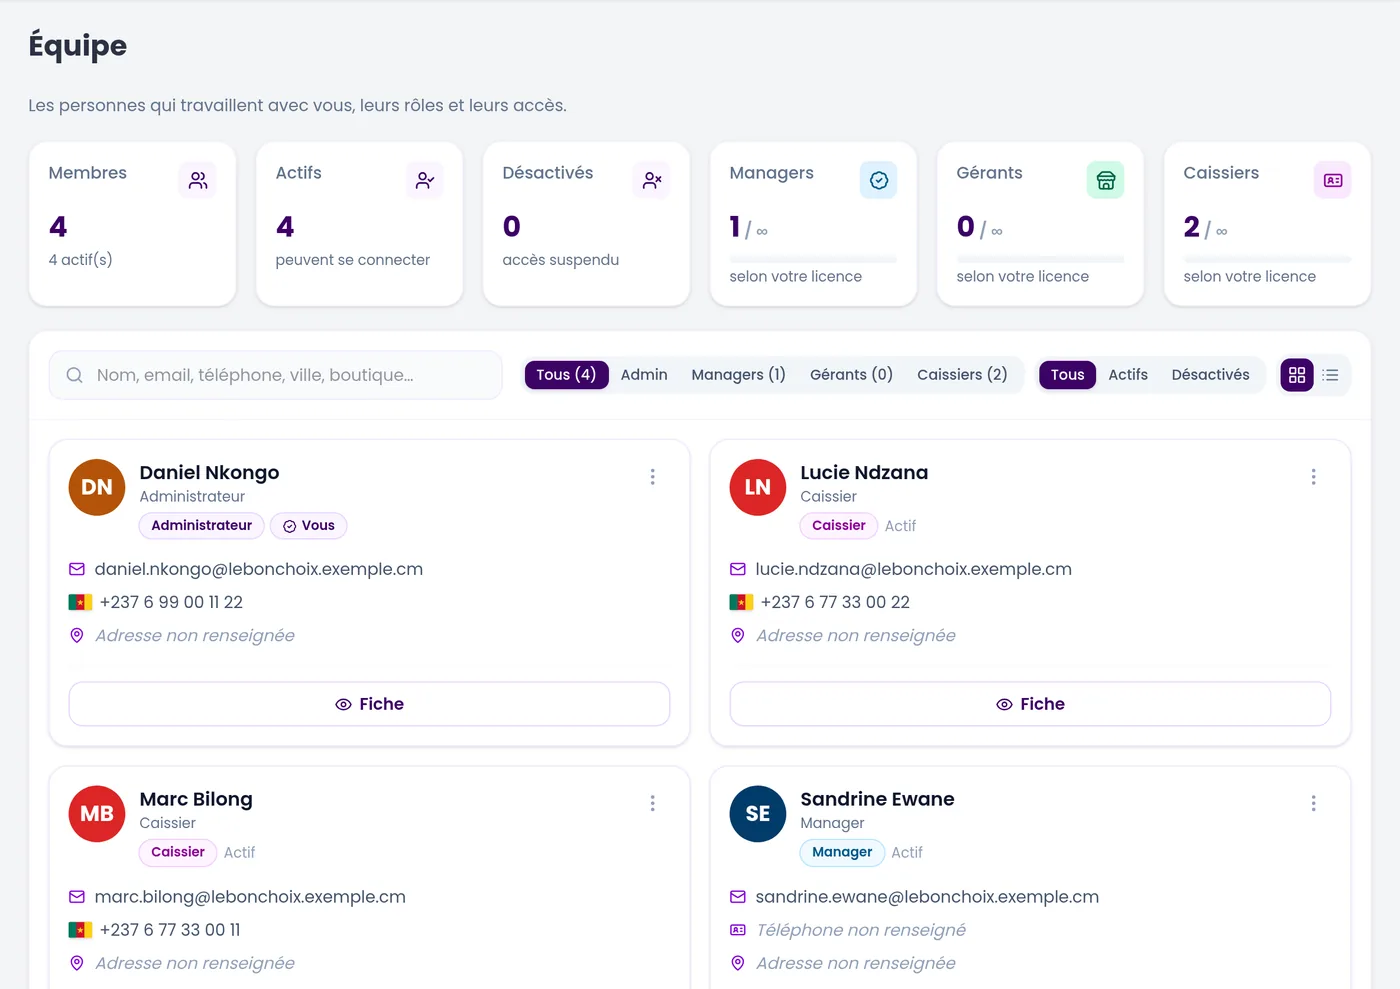 Équipe
Les personnes qui travaillent avec vous, leurs rôles et leurs accès.
Membres
4
4 actif(s)
Actifs
4
peuvent se connecter
Désactivés
0
accès suspendu
Managers
1 / ∞
selon votre licence
Gérants
0 / ∞
selon votre licence
Caissiers
2 / ∞
selon votre licence
Nom, email, téléphone, ville, boutique...
Tous (4) Admin Managers (1) Gérants (0) Caissiers (2)
Tous Actifs Désactivés
DN
Daniel Nkongo
Administrateur
Administrateur Vous
daniel.nkongo@lebonchoix.exemple.cm
+237 6 99 00 11 22
Adresse non renseignée
Fiche
LN
Lucie Ndzana
Caissier
Caissier Actif
lucie.ndzana@lebonchoix.exemple.cm
+237 6 77 33 00 22
Adresse non renseignée
Fiche
MB
Marc Bilong
Caissier
Caissier Actif
marc.bilong@lebonchoix.exemple.cm
+237 6 77 33 00 11
Adresse non renseignée
SE
Sandrine Ewane
Manager
Manager Actif
sandrine.ewane@lebonchoix.exemple.cm
Téléphone non renseigné
Adresse non renseignée